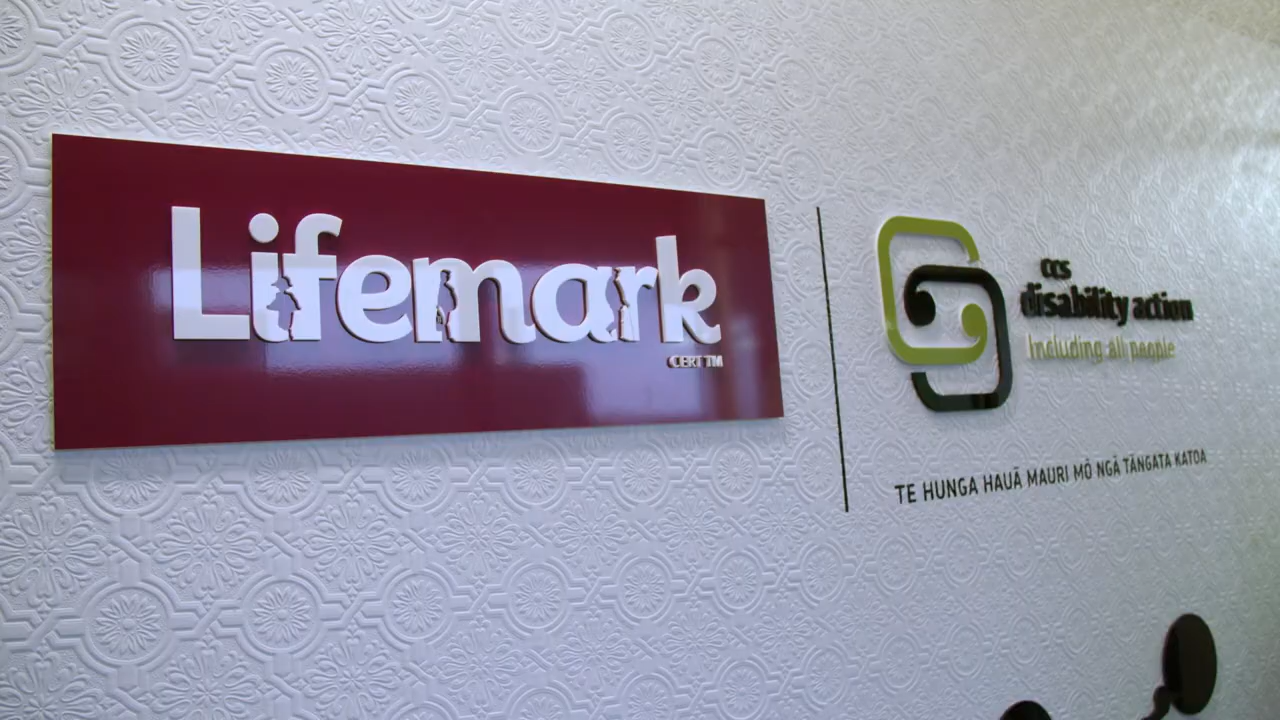 Lifemark
CERT TM
ccs
disability action
Including all people
TE HUNGA HAUĀ MAURI MŌ NGĀ TĀNGATA KATOA